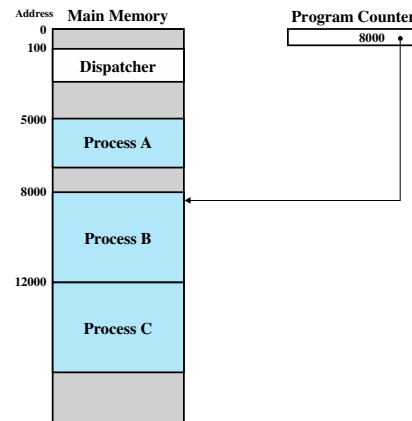 Address
Main Memory
Program Counter
0
8000
100
Dispatcher
5000
Process A
8000
Process B
12000
Process C